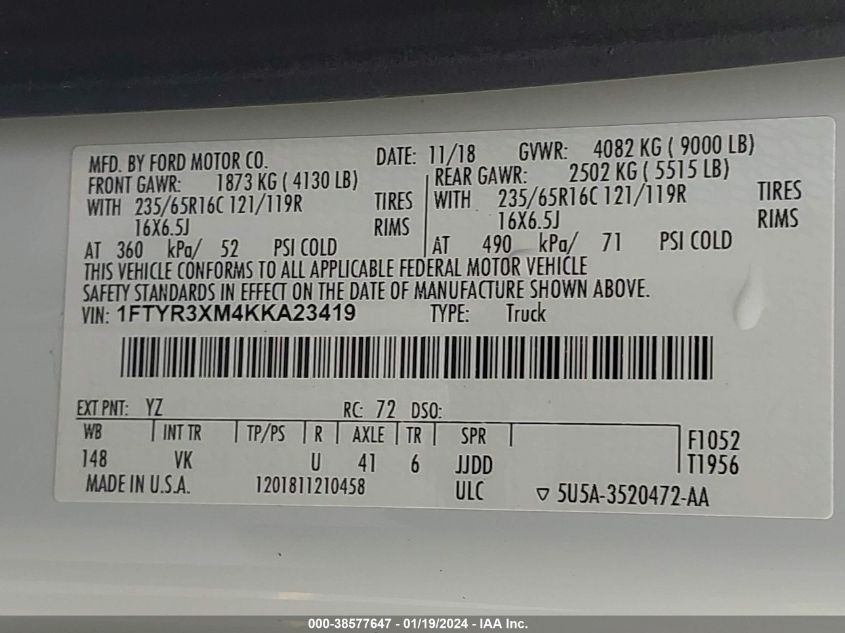 MFD. BY FORD MOTOR CO. DATE: 11/18 GVWR: 4082 KG ( 9000 LB)
FRONT GAWR: 1873 KG ( 4130 LB) REAR GAWR: 2502 KG ( 5515 LB)
WITH 235/65R16C 121/119R TIRES WITH 235/65R16C 121/119R TIRES
16X6.5J RIMS 16X6.5J RIMS
AT 360 kPa/ 52 PSI COLD AT 490 kPa/ 71 PSI COLD
THIS VEHICLE CONFORMS TO ALL APPLICABLE FEDERAL MOTOR VEHICLE
SAFETY STANDARDS IN EFFECT ON THE DATE OF MANUFACTURE SHOWN ABOVE.
VIN: 1FTYR3XM4KKA23419 TYPE: Truck
EXT PNT: YZ RC: 72 DSO:
WB INT TR TP/PS R AXLE TR SPR F1052
148 VK U 41 6 JJDD T1956
MADE IN U.S.A. 1201811210458 ULC ▽ 5U5A-3520472-AA
000-38577647 - 01/19/2024 - IAA Inc.